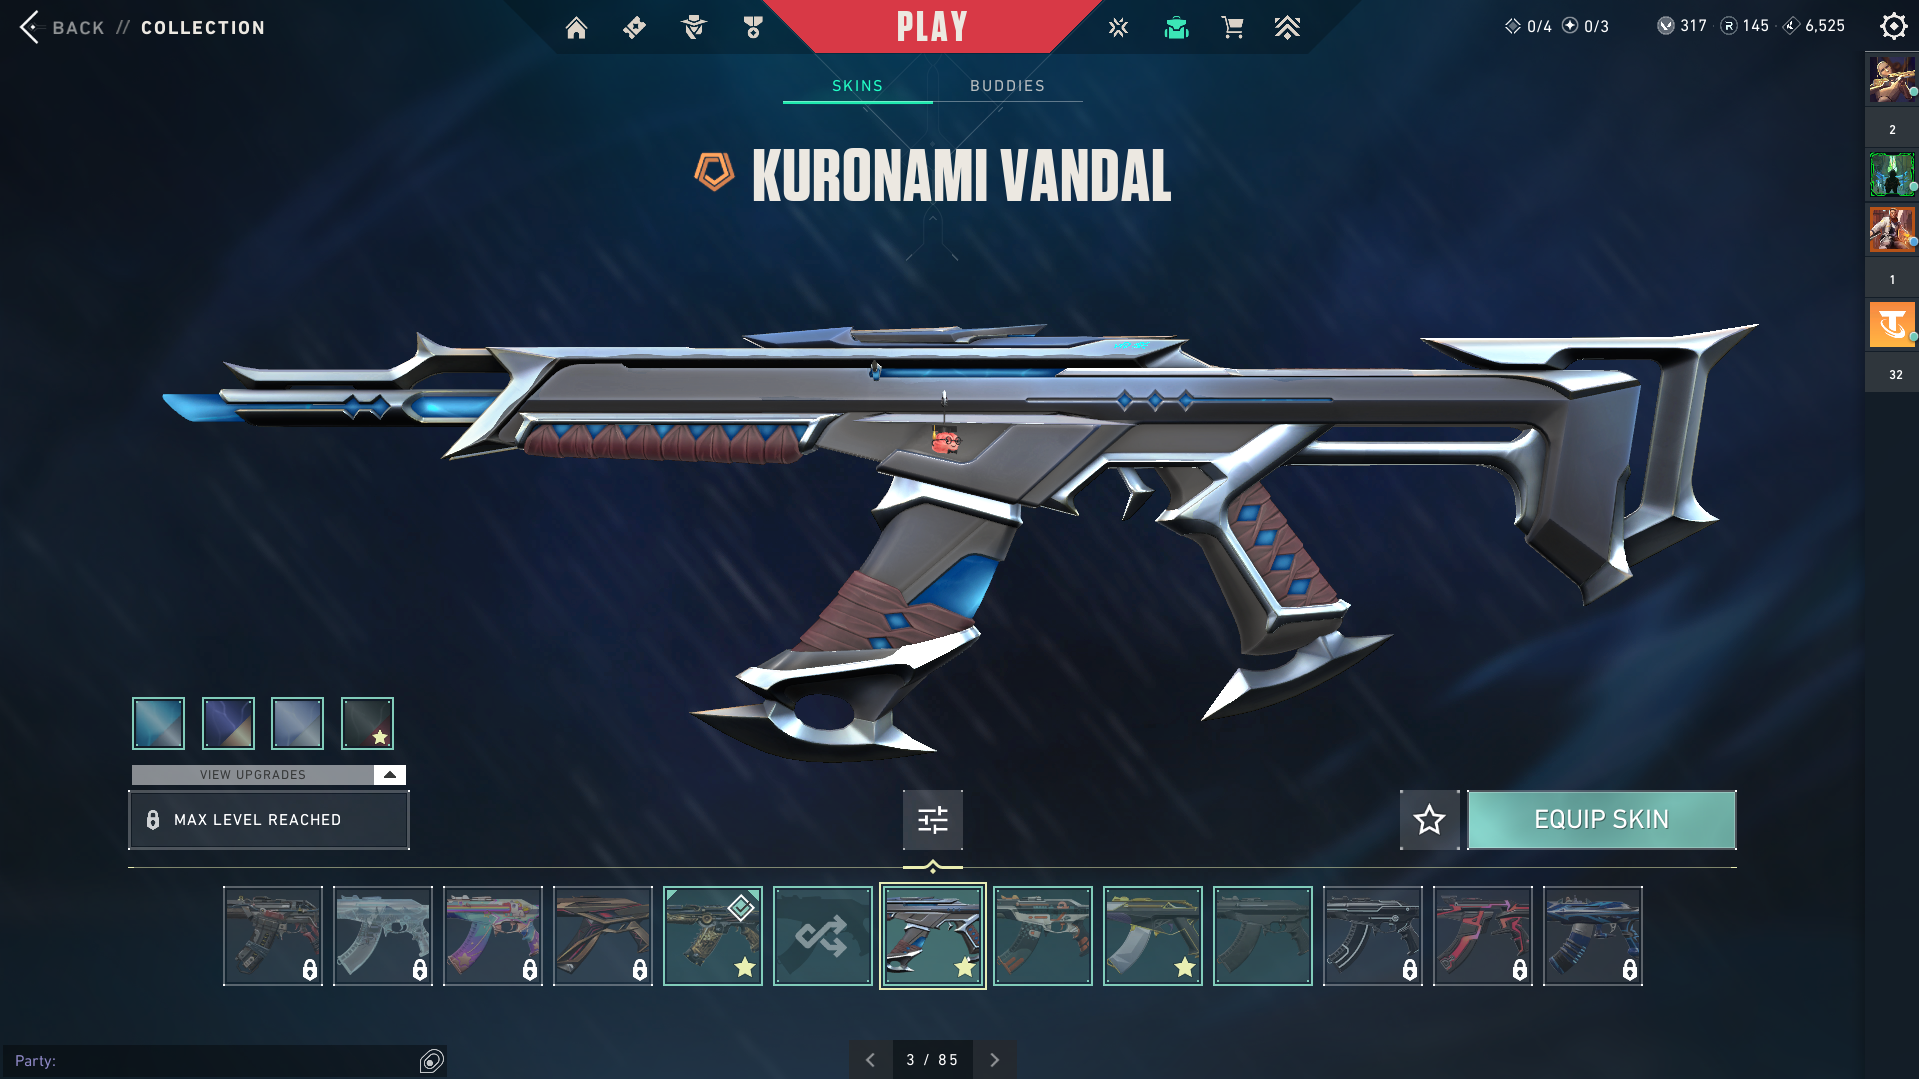 BACK // COLLECTION
PLAY
0/4 0/3 317 145 6,525
SKINS BUDDIES
KURONAMI VANDAL
2
1
32
VIEW UPGRADES
MAX LEVEL REACHED
EQUIP SKIN
Party:
3 / 85